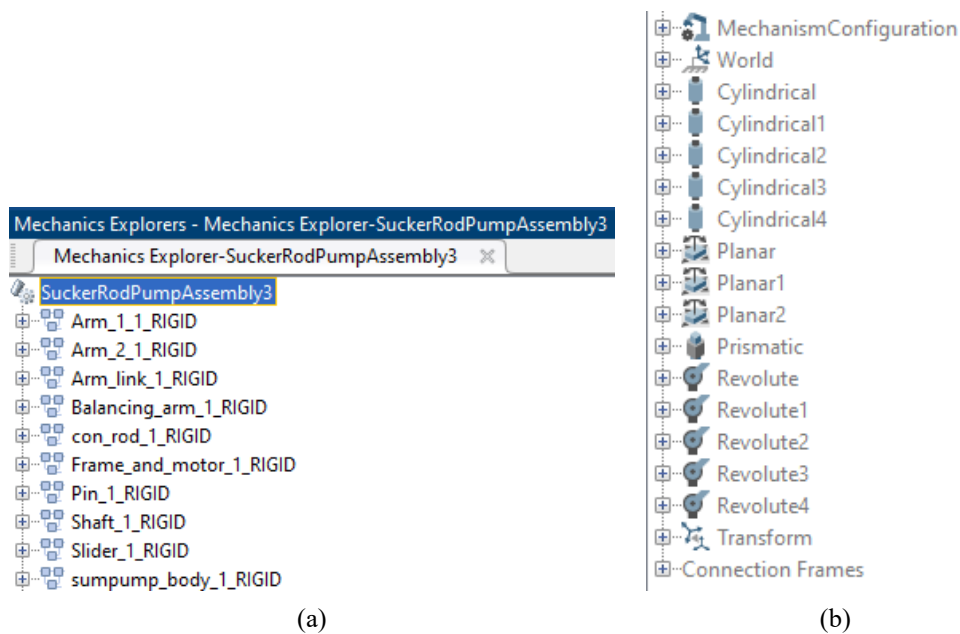 Mechanics Explorers - Mechanics Explorer-SuckerRodPumpAssembly3
Mechanics Explorer-SuckerRodPumpAssembly3
SuckerRodPumpAssembly3
Arm_1_1_RIGID
Arm_2_1_RIGID
Arm_link_1_RIGID
Balancing_arm_1_RIGID
con_rod_1_RIGID
Frame_and_motor_1_RIGID
Pin_1_RIGID
Shaft_1_RIGID
Slider_1_RIGID
sumpump_body_1_RIGID
(a)
MechanismConfiguration
World
Cylindrical
Cylindrical1
Cylindrical2
Cylindrical3
Cylindrical4
Planar
Planar1
Planar2
Prismatic
Revolute
Revolute1
Revolute2
Revolute3
Revolute4
Transform
Connection Frames
(b)